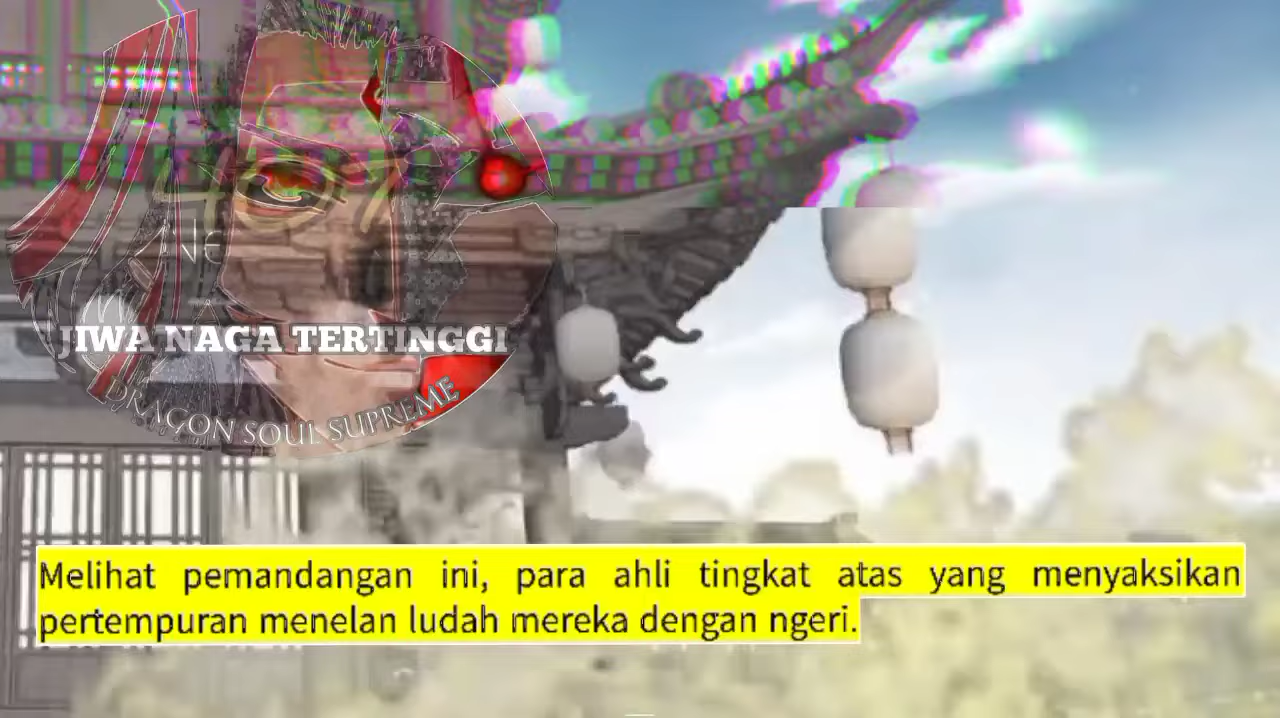 JIWA NAGA TERTINGGI
DRAGON SOUL SUPREME
Melihat pemandangan ini, para ahli tingkat atas yang menyaksikan
pertempuran menelan ludah mereka dengan ngeri.